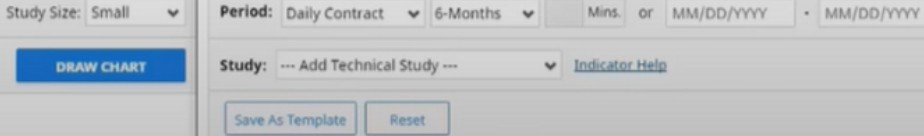 Study Size: Small
DRAW CHART
Period: Daily Contract 6-Months Mins. or MM/DD/YYYY - MM/DD/YYYY
Study: --- Add Technical Study --- Indicator Help
Save As Template Reset